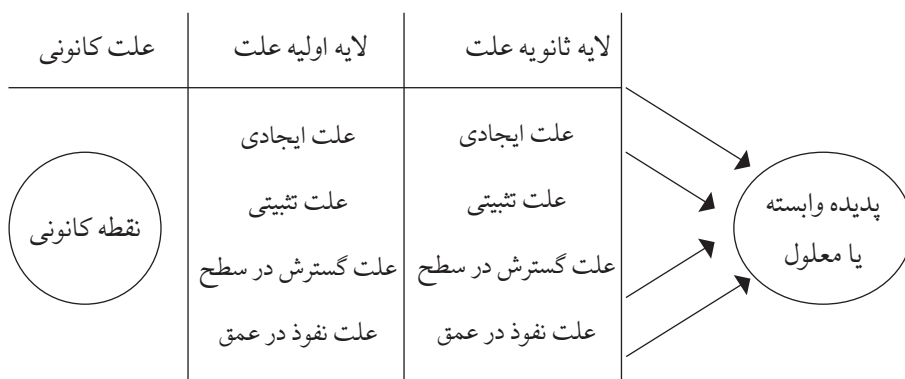 لایه ثانویه علت
لایه اولیه علت
علت کانونی
پدیده وابسته
یا معلول
علت ایجادی
علت تثبیتی
علت گسترش در سطح
علت نفوذ در عمق
علت ایجادی
علت تثبیتی
علت گسترش در سطح
علت نفوذ در عمق
نقطه کانونی